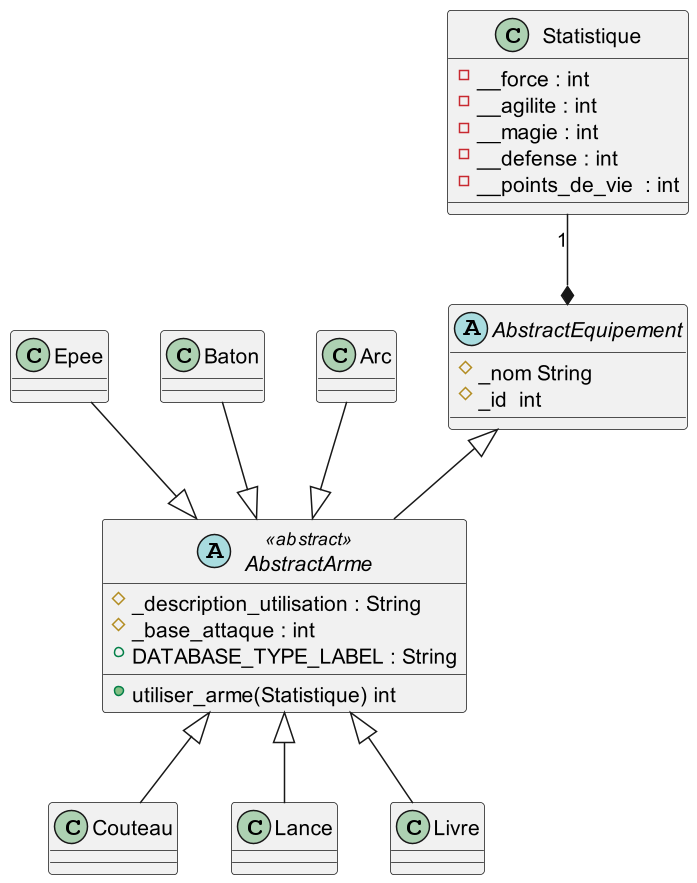 C Statistique
__force : int
__agilite : int
__magie : int
__defense : int
__points_de_vie : int
1
A AbstractEquipement
_nom String
_id int
C Epee
C Baton
C Arc
«abstract»
A AbstractArme
_description_utilisation : String
_base_attaque : int
DATABASE_TYPE_LABEL : String
utiliser_arme(Statistique) int
C Couteau
C Lance
C Livre